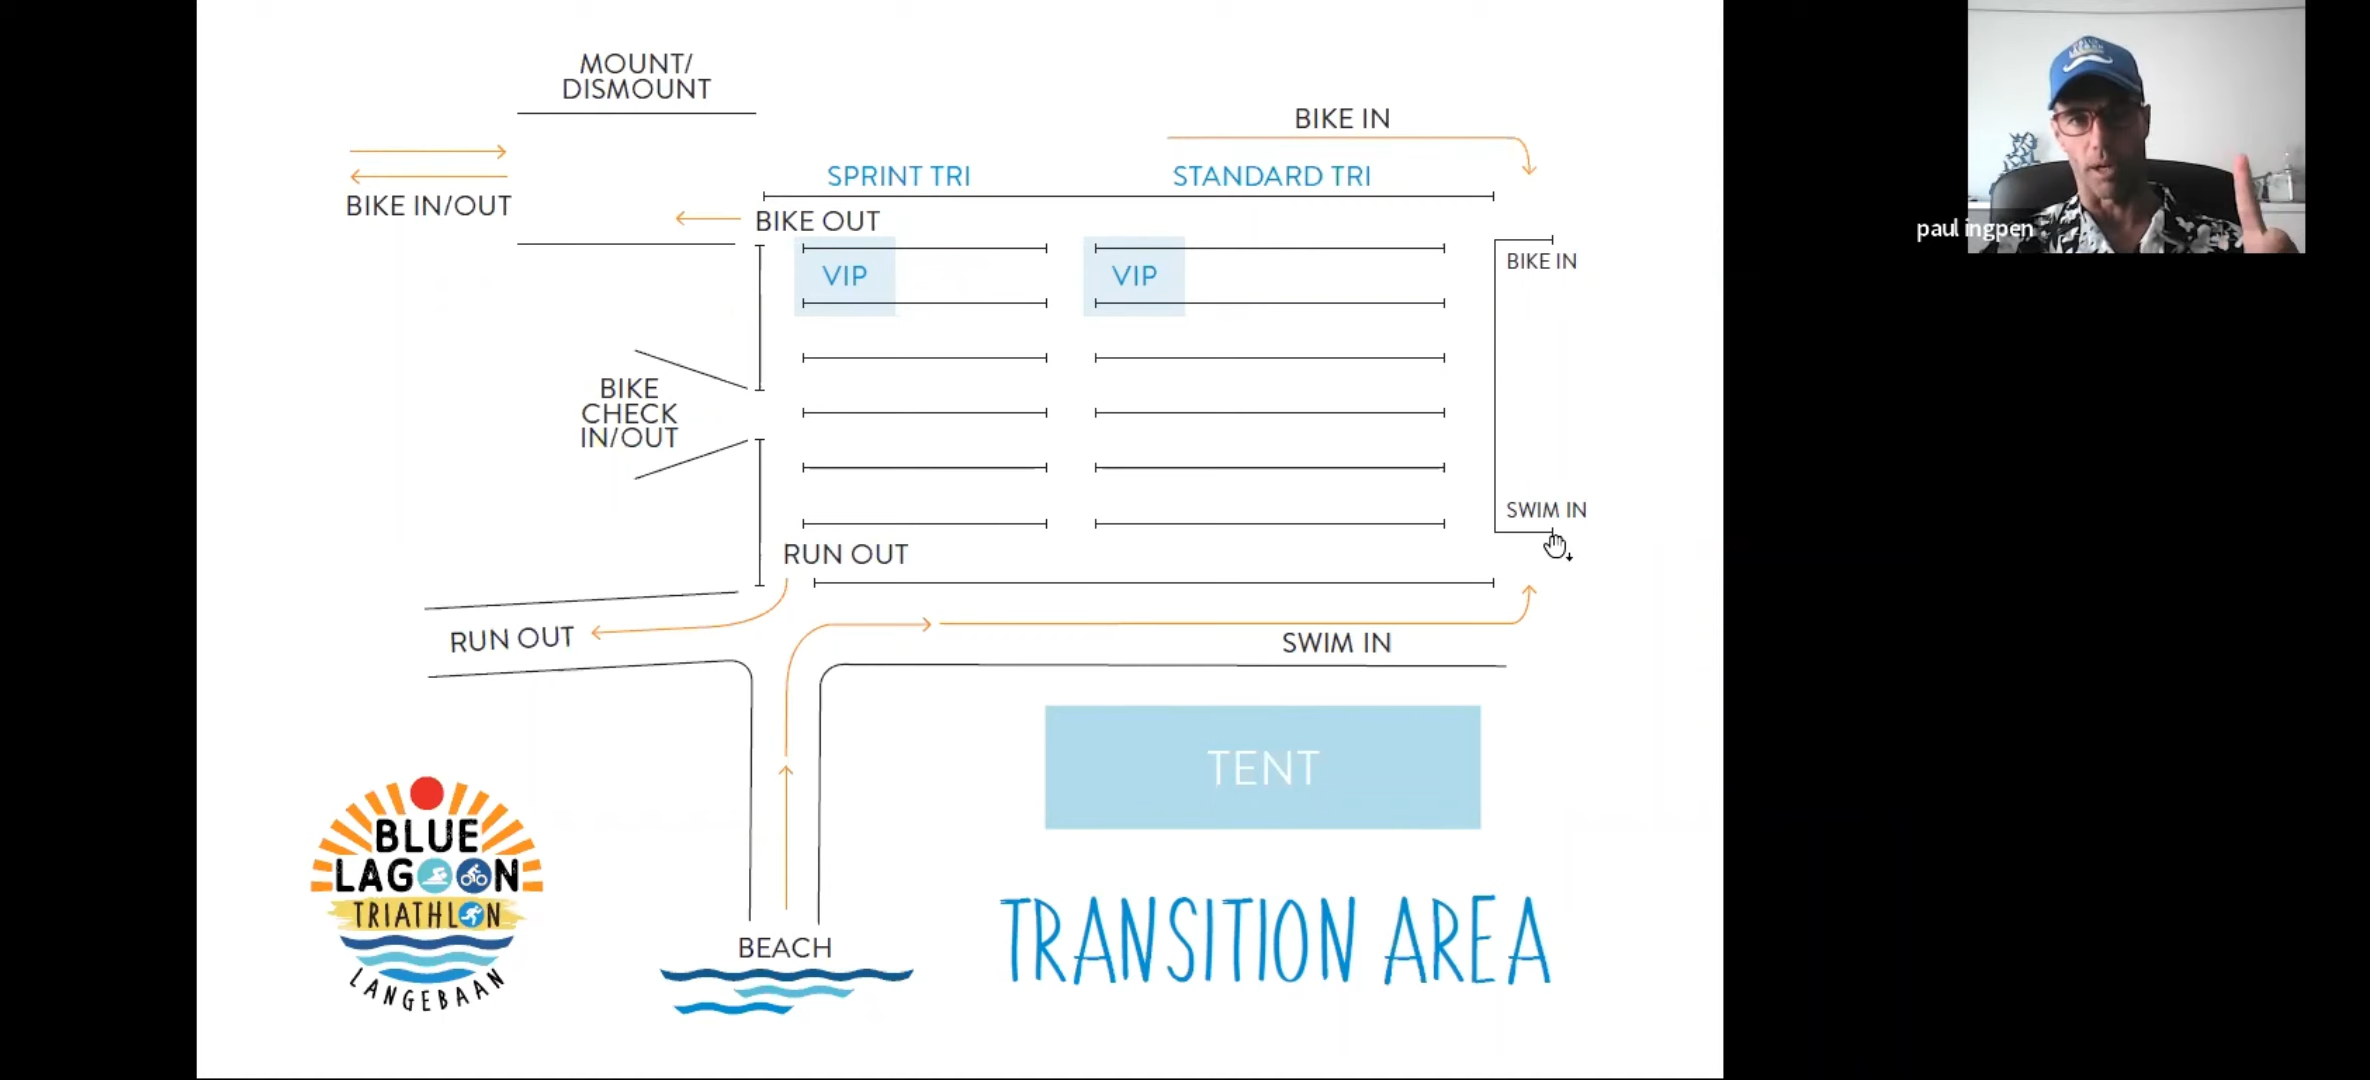 MOUNT/
DISMOUNT
BIKE IN
SPRINT TRI
STANDARD TRI
BIKE IN/OUT
BIKE OUT
VIP
VIP
BIKE IN
BIKE
CHECK
IN/OUT
SWIM IN
RUN OUT
RUN OUT
SWIM IN
TENT
BLUE
LAGOON
TRIATHLON
LANGEBAAN
BEACH
TRANSITION AREA
paul ingpen